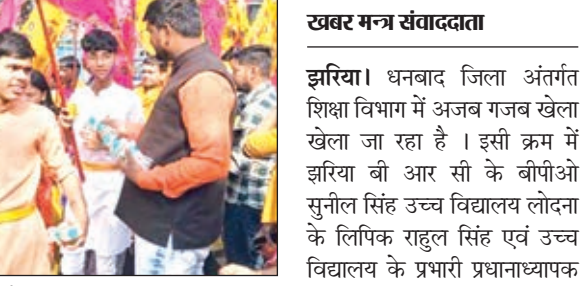 खबर मन्त्र संवाददाता
झरिया। धनबाद जिला अंतर्गत
शिक्षा विभाग में अजब गजब खेला
खेला जा रहा है । इसी क्रम में
झरिया बी आर सी के बीपीओ
सुनील सिंह उच्च विद्यालय लोदना
के लिपिक राहुल सिंह एवं उच्च
विद्यालय के प्रभारी प्रधानाध्यापक